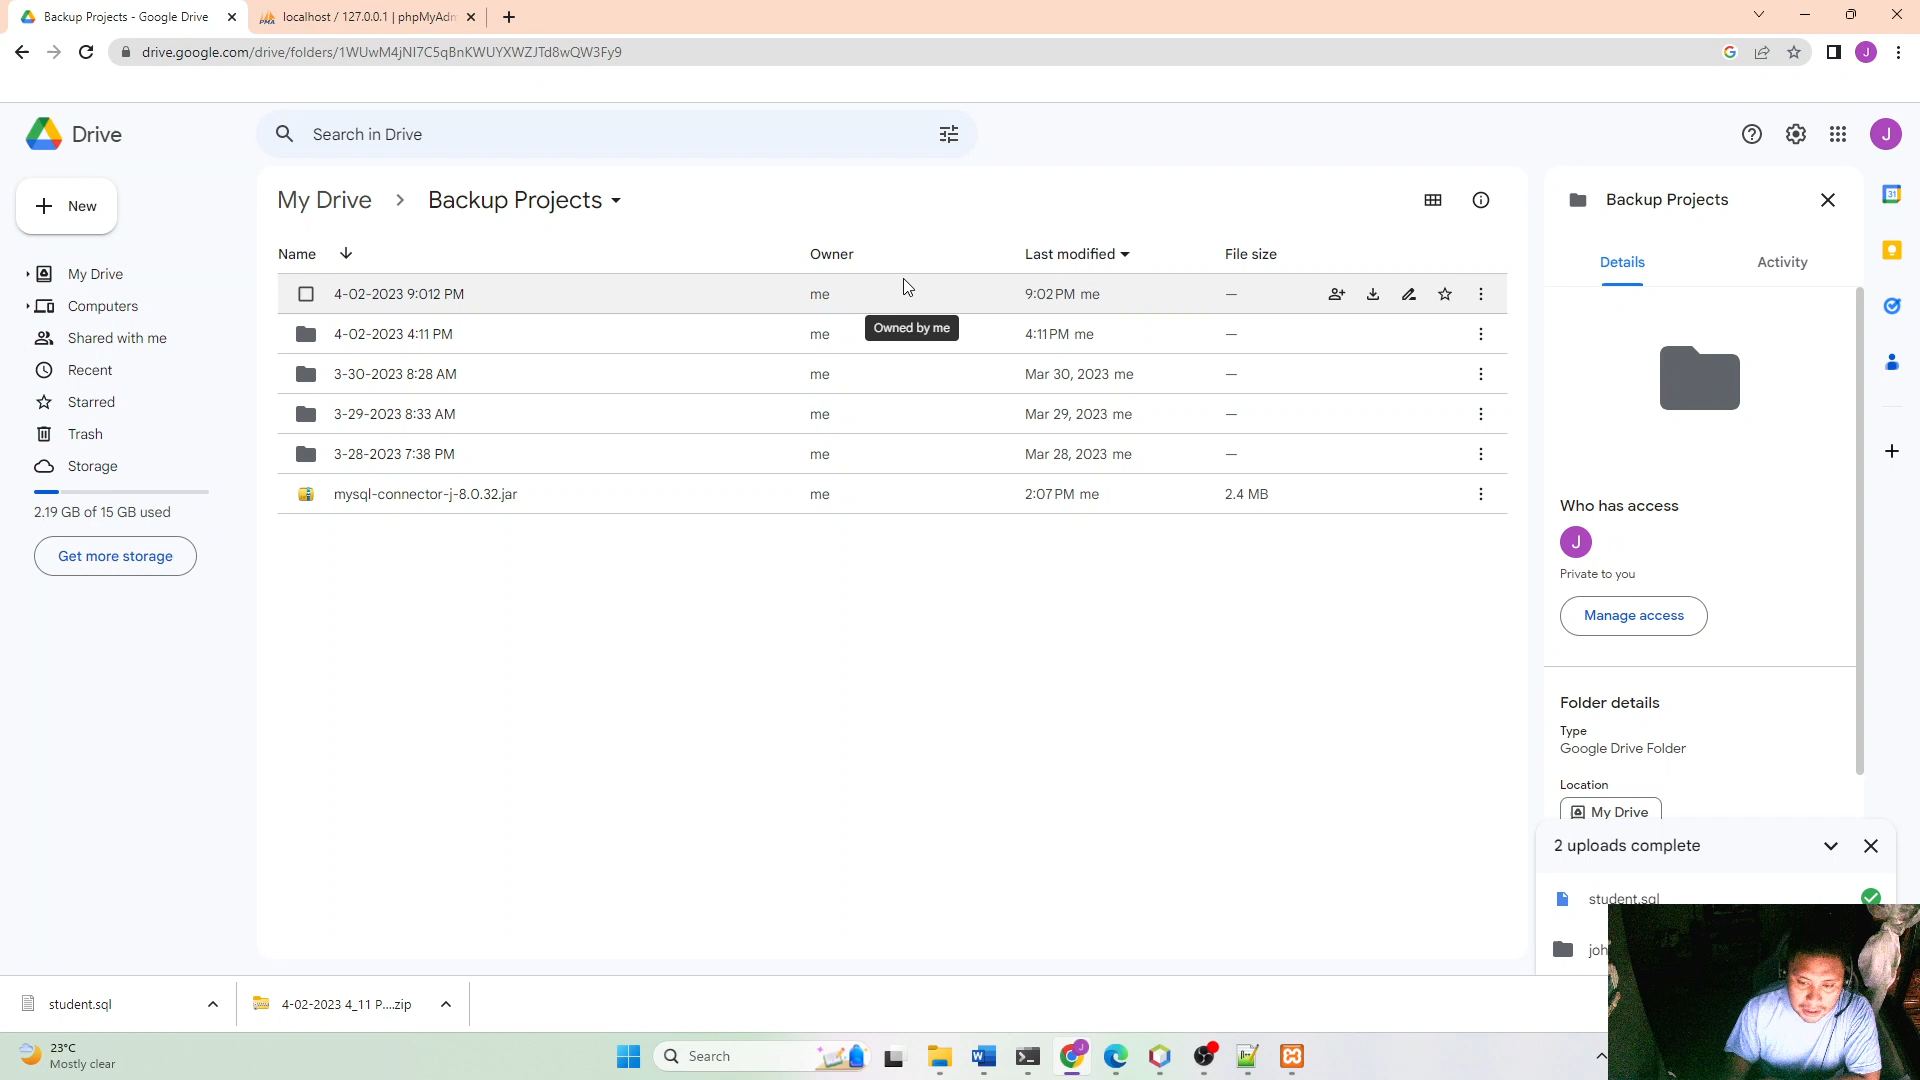 Backup Projects - Google Drive
localhost / 127.0.0.1 | phpMyAdm
drive.google.com/drive/folders/1WUwM4jNI7C5qBnKWUYXWZJTd8wQW3Fy9
J
Drive
Search in Drive
J
New
My Drive
Computers
Shared with me
Recent
Starred
Trash
Storage
2.19 GB of 15 GB used
Get more storage
My Drive > Backup Projects
Name Owner Last modified File size
4-02-2023 9:012 PM me 9:02 PM me —
Owned by me
4-02-2023 4:11 PM me 4:11 PM me —
3-30-2023 8:28 AM me Mar 30, 2023 me —
3-29-2023 8:33 AM me Mar 29, 2023 me —
3-28-2023 7:38 PM me Mar 28, 2023 me —
mysql-connector-j-8.0.32.jar me 2:07 PM me 2.4 MB
Backup Projects
Details Activity
Who has access
J
Private to you
Manage access
Folder details
Type
Google Drive Folder
Location
My Drive
31
2 uploads complete
student.sql
joh
student.sql
4-02-2023 4_11 P....zip
23°C
Mostly clear
Search